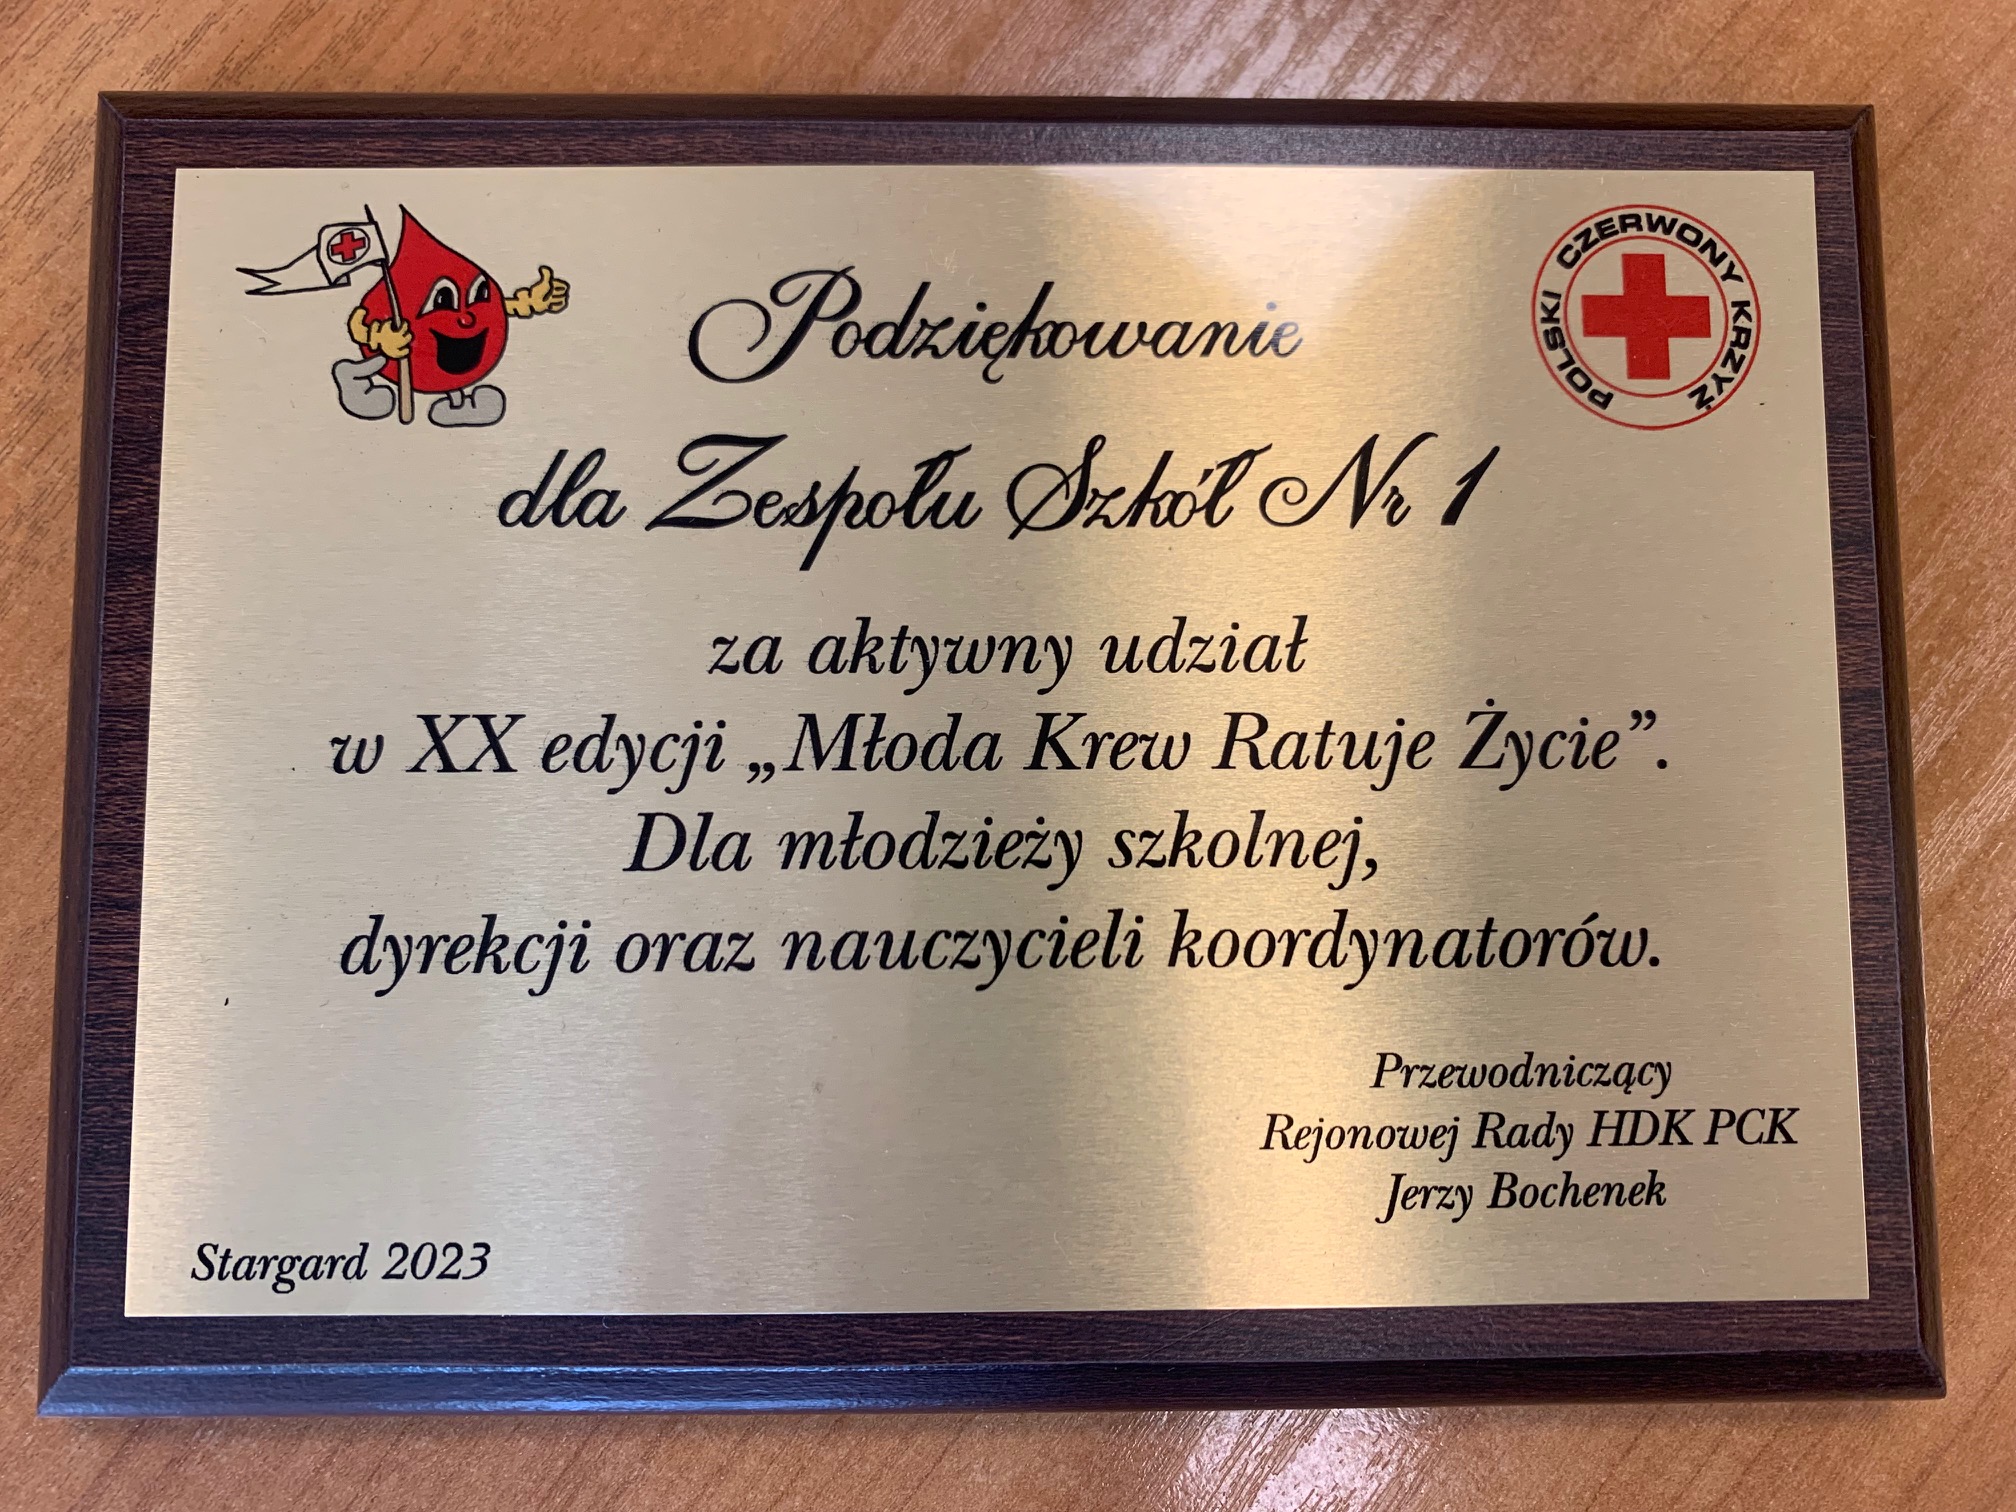 Podziękowanie
POLSKI CZERWONY KRZYŻ
dla Zespołu Szkół Nr 1
za aktywny udział
w XX edycji „Młoda Krew Ratuje Życie”.
Dla młodzieży szkolnej,
dyrekcji oraz nauczycieli koordynatorów.
Przewodniczący
Rejonowej Rady HDK PCK
Jerzy Bochenek
Stargard 2023